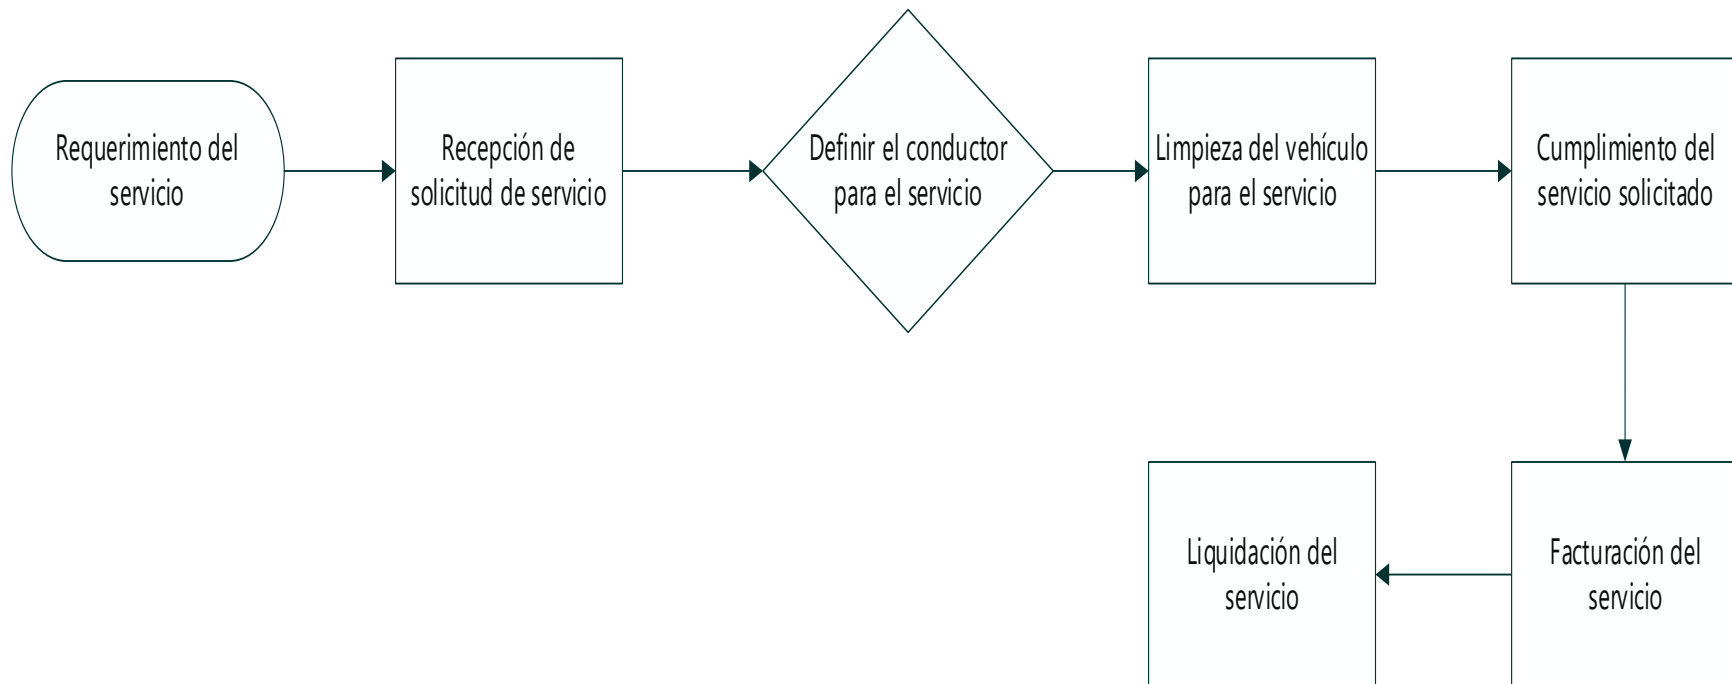 Requerimiento del
servicio
Recepción de
solicitud de servicio
Definir el conductor
para el servicio
Limpieza del vehículo
para el servicio
Cumplimiento del
servicio solicitado
Liquidación del
servicio
Facturación del
servicio